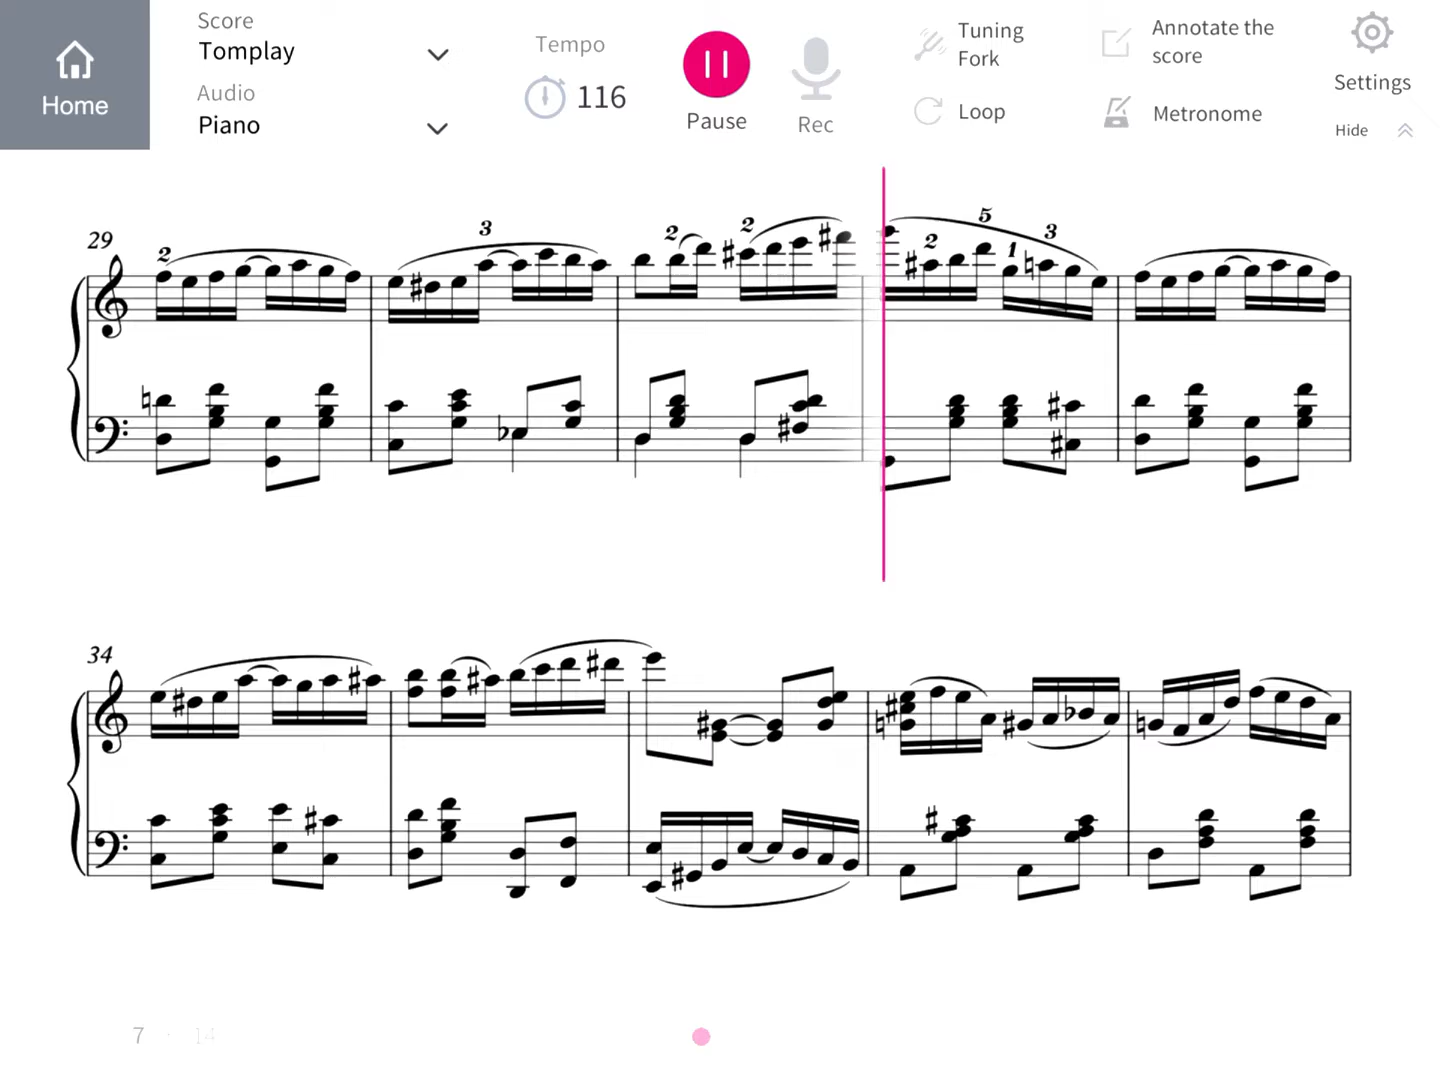 Home
Score
Tomplay
Audio
Piano
Tempo
116
Pause
Rec
Tuning
Fork
Loop
Annotate the
score
Metronome
Settings
Hide
29
2
3
2
2
2
5
1
3
34
7 · 14